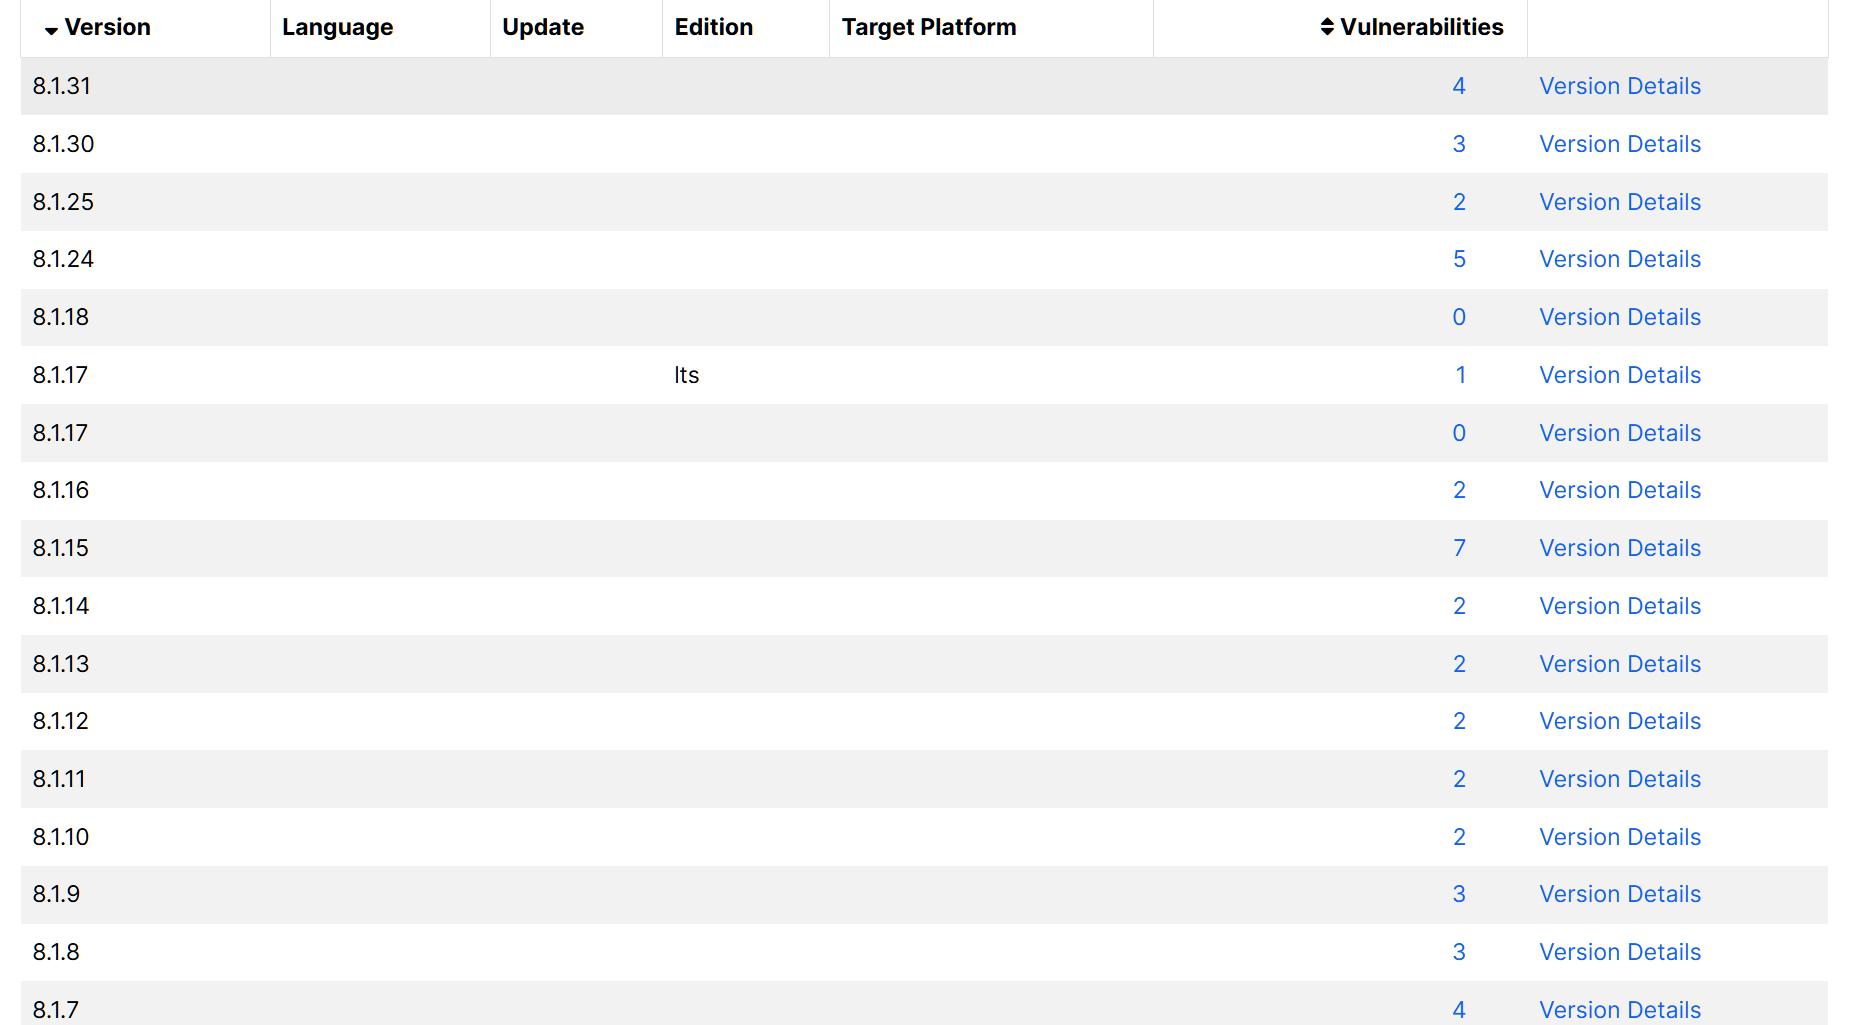 Version Language Update Edition Target Platform Vulnerabilities
8.1.31 4 Version Details
8.1.30 3 Version Details
8.1.25 2 Version Details
8.1.24 5 Version Details
8.1.18 0 Version Details
8.1.17 lts 1 Version Details
8.1.17 0 Version Details
8.1.16 2 Version Details
8.1.15 7 Version Details
8.1.14 2 Version Details
8.1.13 2 Version Details
8.1.12 2 Version Details
8.1.11 2 Version Details
8.1.10 2 Version Details
8.1.9 3 Version Details
8.1.8 3 Version Details
8.1.7 4 Version Details